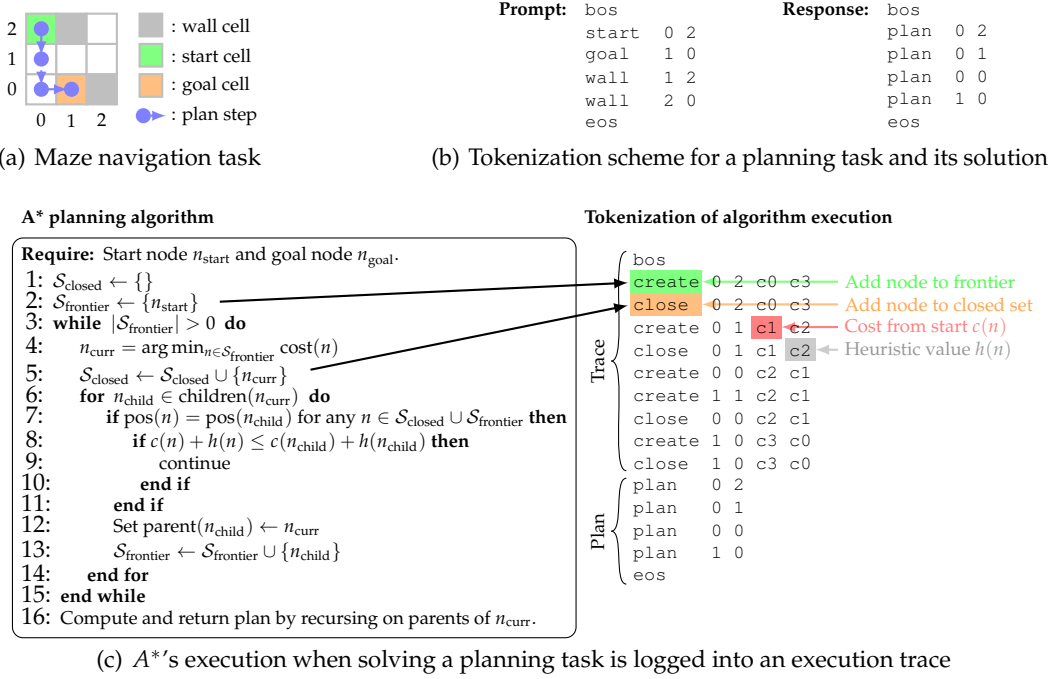 2
1
0
0 1 2
: wall cell
: start cell
: goal cell
: plan step
(a) Maze navigation task
Prompt: bos
start 0 2
goal 1 0
wall 1 2
wall 2 0
eos
Response: bos
plan 0 2
plan 0 1
plan 0 0
plan 1 0
eos
(b) Tokenization scheme for a planning task and its solution
A* planning algorithm
Require: Start node n_start and goal node n_goal.
1: S_closed ← {}
2: S_frontier ← {n_start}
3: while |S_frontier| > 0 do
4: n_curr = arg min_{n∈S_frontier} cost(n)
5: S_closed ← S_closed ∪ {n_curr}
6: for n_child ∈ children(n_curr) do
7: if pos(n) = pos(n_child) for any n ∈ S_closed ∪ S_frontier then
8: if c(n) + h(n) ≤ c(n_child) + h(n_child) then
9: continue
10: end if
11: end if
12: Set parent(n_child) ← n_curr
13: S_frontier ← S_frontier ∪ {n_child}
14: end for
15: end while
16: Compute and return plan by recursing on parents of n_curr.
Tokenization of algorithm execution
Trace
bos
create 0 2 c0 c3
close 0 2 c0 c3
create 0 1 c1 c2
close 0 1 c1 c2
create 0 0 c2 c1
create 1 1 c2 c1
close 0 0 c2 c1
create 1 0 c3 c0
close 1 0 c3 c0
Plan
plan 0 2
plan 0 1
plan 0 0
plan 1 0
eos
Add node to frontier
Add node to closed set
Cost from start c(n)
Heuristic value h(n)
(c) A*'s execution when solving a planning task is logged into an execution trace